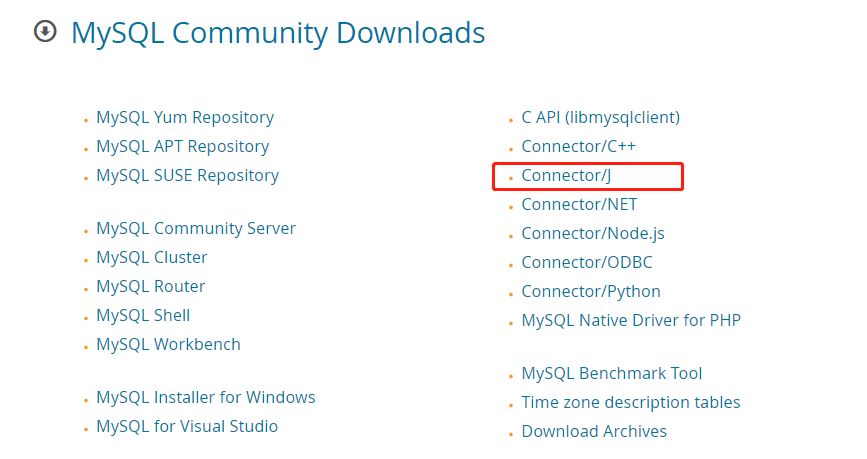 MySQL Community Downloads
MySQL Yum Repository
MySQL APT Repository
MySQL SUSE Repository
MySQL Community Server
MySQL Cluster
MySQL Router
MySQL Shell
MySQL Workbench
MySQL Installer for Windows
MySQL for Visual Studio
C API (libmysqlclient)
Connector/C++
Connector/J
Connector/NET
Connector/Node.js
Connector/ODBC
Connector/Python
MySQL Native Driver for PHP
MySQL Benchmark Tool
Time zone description tables
Download Archives